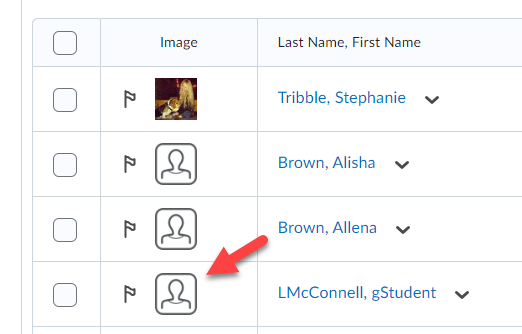 Image
Last Name, First Name
Tribble, Stephanie
Brown, Alisha
Brown, Allena
LMcConnell, gStudent